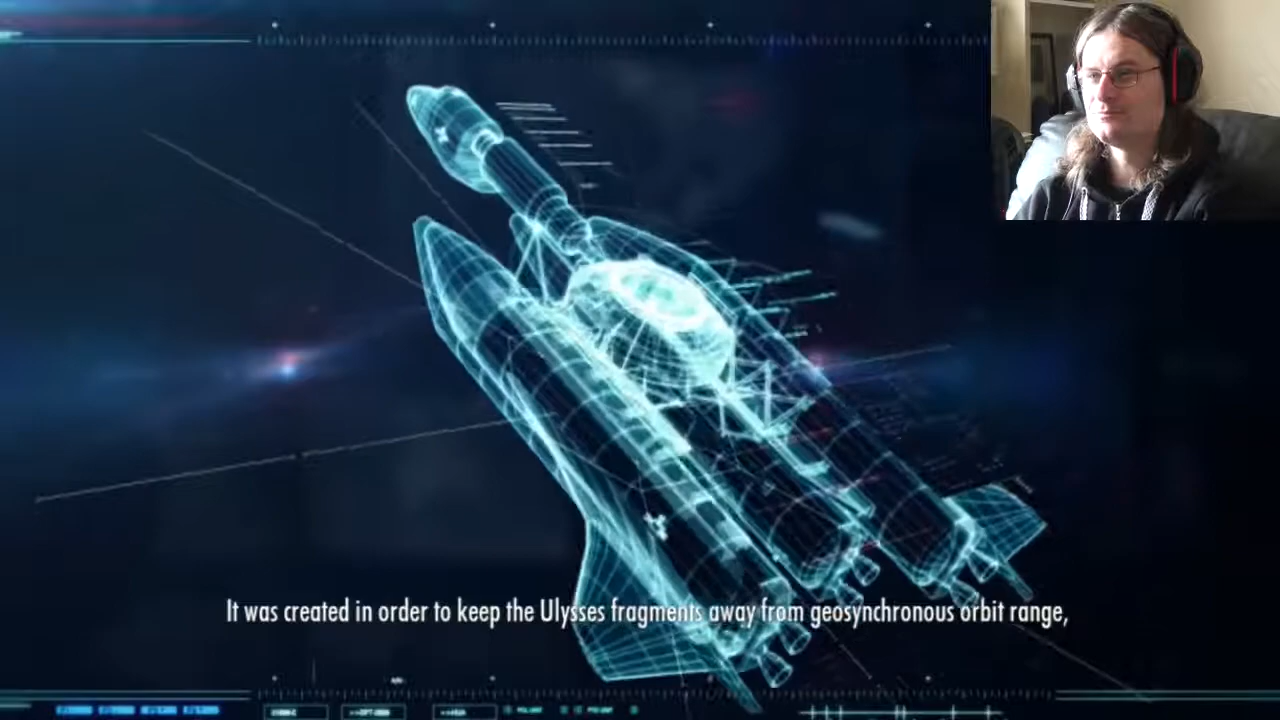 It was created in order to keep the Ulysses fragments away from geosynchronous orbit range,